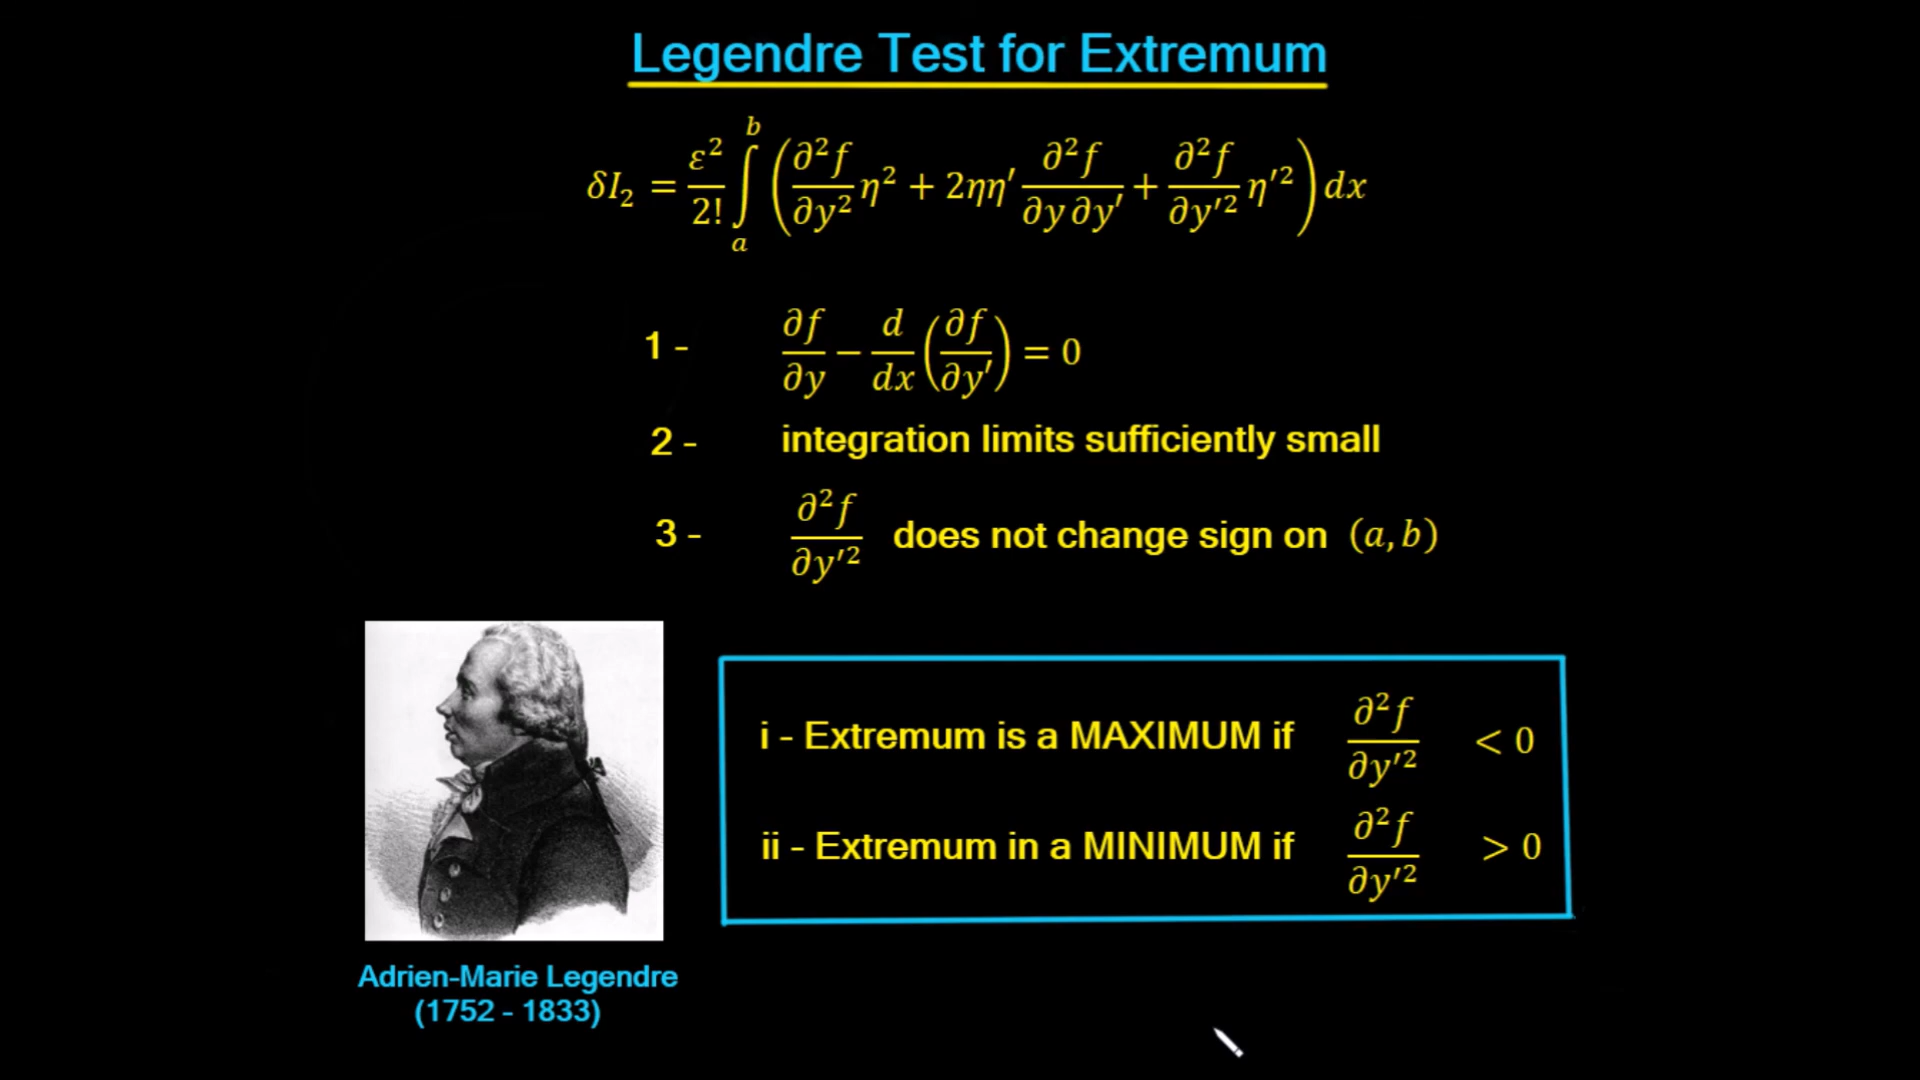 Legendre Test for Extremum
δI₂ = ε²/2! ∫ₐᵇ (∂²f/∂y² η² + 2ηη′ ∂²f/∂y ∂y′ + ∂²f/∂y′² η′²) dx
1 - ∂f/∂y − d/dx (∂f/∂y′) = 0
2 - integration limits sufficiently small
3 - ∂²f/∂y′² does not change sign on (a, b)
i - Extremum is a MAXIMUM if ∂²f/∂y′² < 0
ii - Extremum in a MINIMUM if ∂²f/∂y′² > 0
Adrien-Marie Legendre
(1752 - 1833)